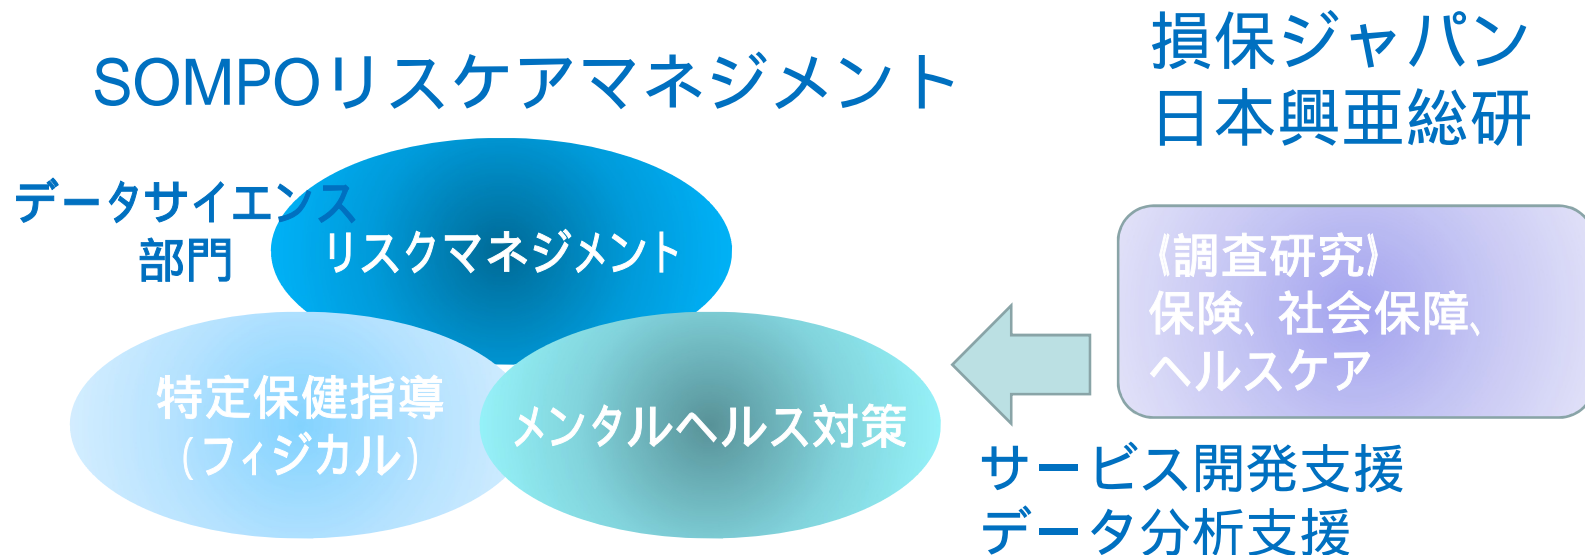 SOMPOリスケアマネジメント
データサイエンス
部門
リスクマネジメント
特定保健指導
(フィジカル)
メンタルヘルス対策
損保ジャパン
日本興亜総研
《調査研究》
保険、社会保障、
ヘルスケア
サービス開発支援
データ分析支援